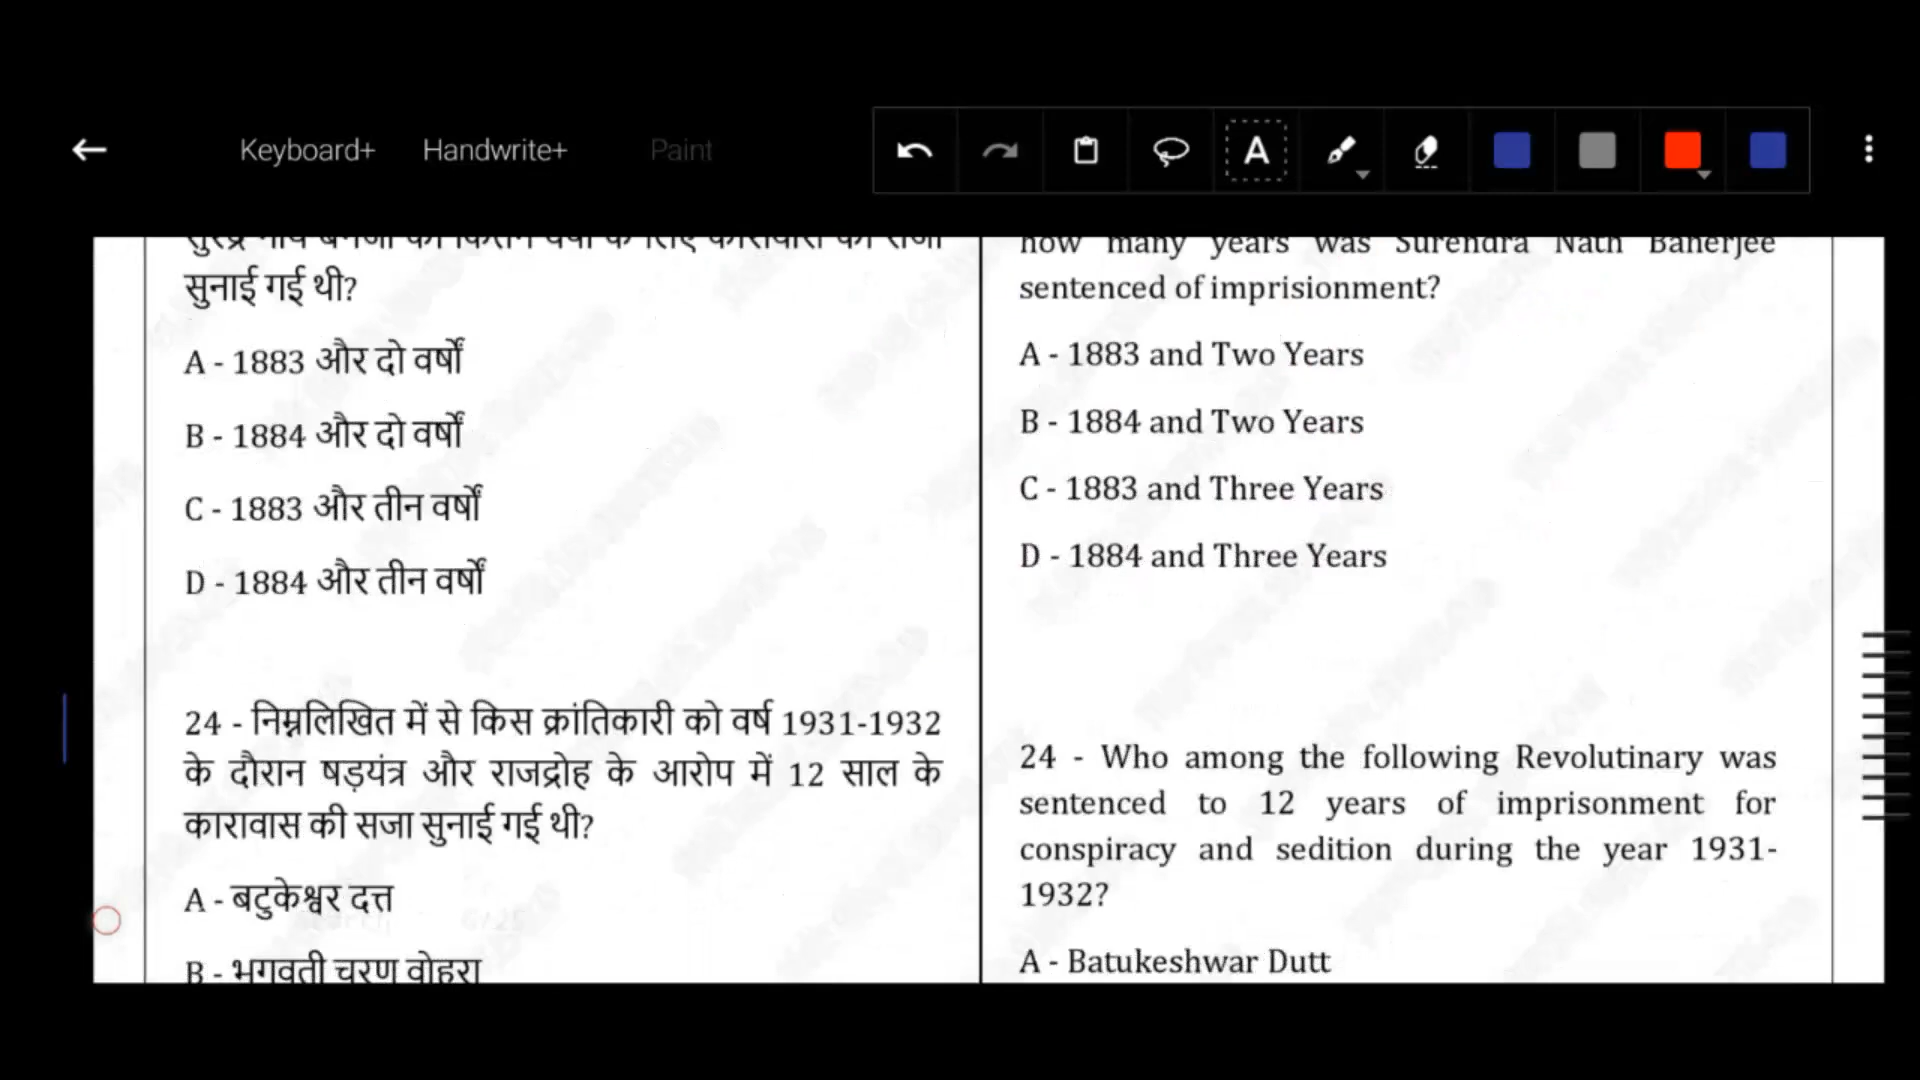 Keyboard+ Handwrite+ Paint
A
सुनाई गई थी?
A - 1883 और दो वर्षों
B - 1884 और दो वर्षों
C - 1883 और तीन वर्षों
D - 1884 और तीन वर्षों
24 - निम्नलिखित में से किस क्रांतिकारी को वर्ष 1931-1932
के दौरान षड़यंत्र और राजद्रोह के आरोप में 12 साल के
कारावास की सजा सुनाई गई थी?
A - बटुकेश्वर दत्त
B - भगवती चरण वोहरा
how many years was Surendra Nath Banerjee
sentenced of imprisionment?
A - 1883 and Two Years
B - 1884 and Two Years
C - 1883 and Three Years
D - 1884 and Three Years
24 - Who among the following Revolutinary was
sentenced to 12 years of imprisonment for
conspiracy and sedition during the year 1931-
1932?
A - Batukeshwar Dutt